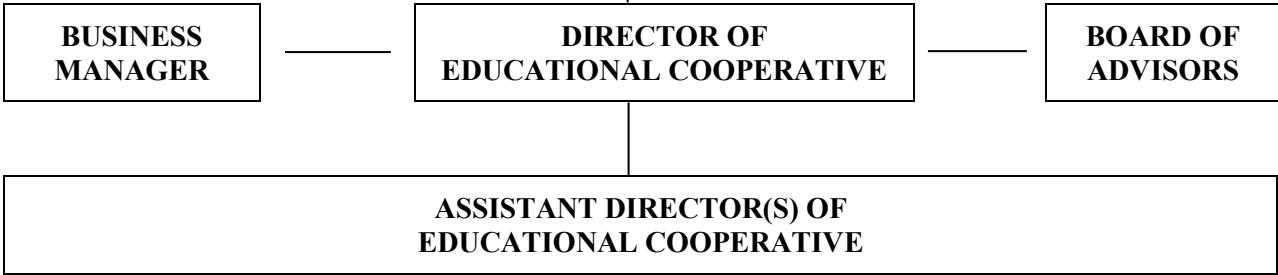 BUSINESS
MANAGER
DIRECTOR OF
EDUCATIONAL COOPERATIVE
BOARD OF
ADVISORS
ASSISTANT DIRECTOR(S) OF
EDUCATIONAL COOPERATIVE